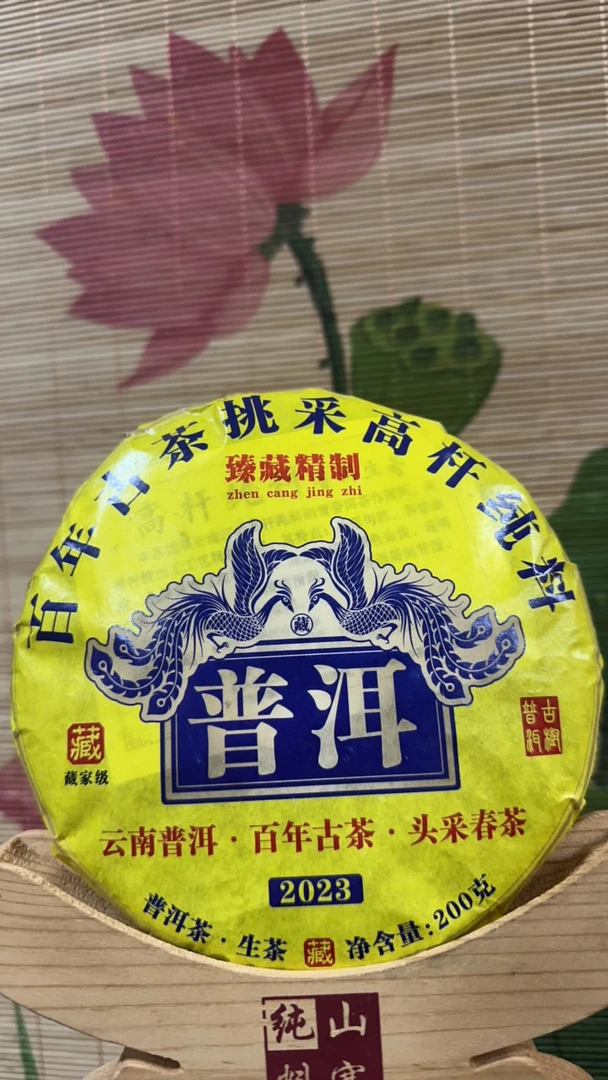 百年古茶挑采高杆纯料
臻藏精制
zhen cang jing zhi
藏
普洱
藏
藏家级
古树
普洱
云南普洱·百年古茶·头采春茶
2023
普洱茶·生茶 藏 净含量:200克
纯
山